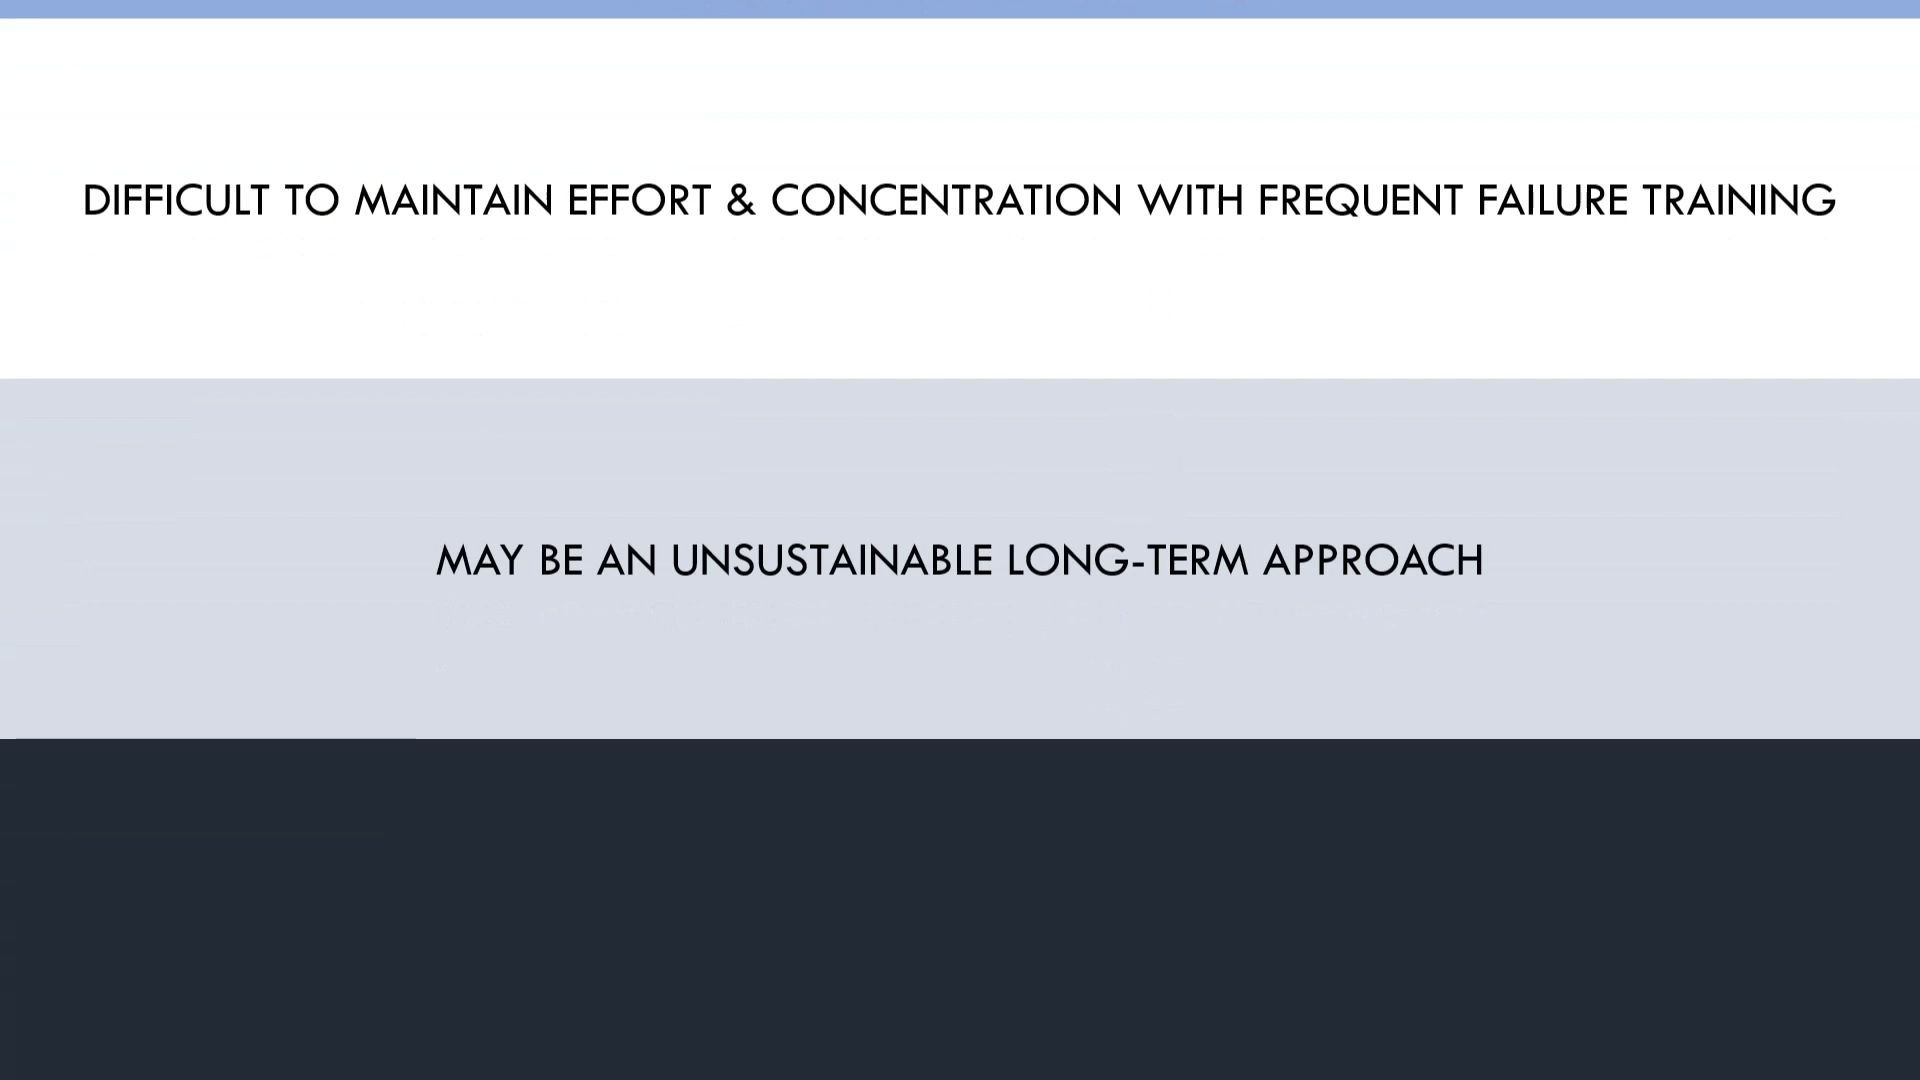 DIFFICULT TO MAINTAIN EFFORT & CONCENTRATION WITH FREQUENT FAILURE TRAINING
MAY BE AN UNSUSTAINABLE LONG-TERM APPROACH